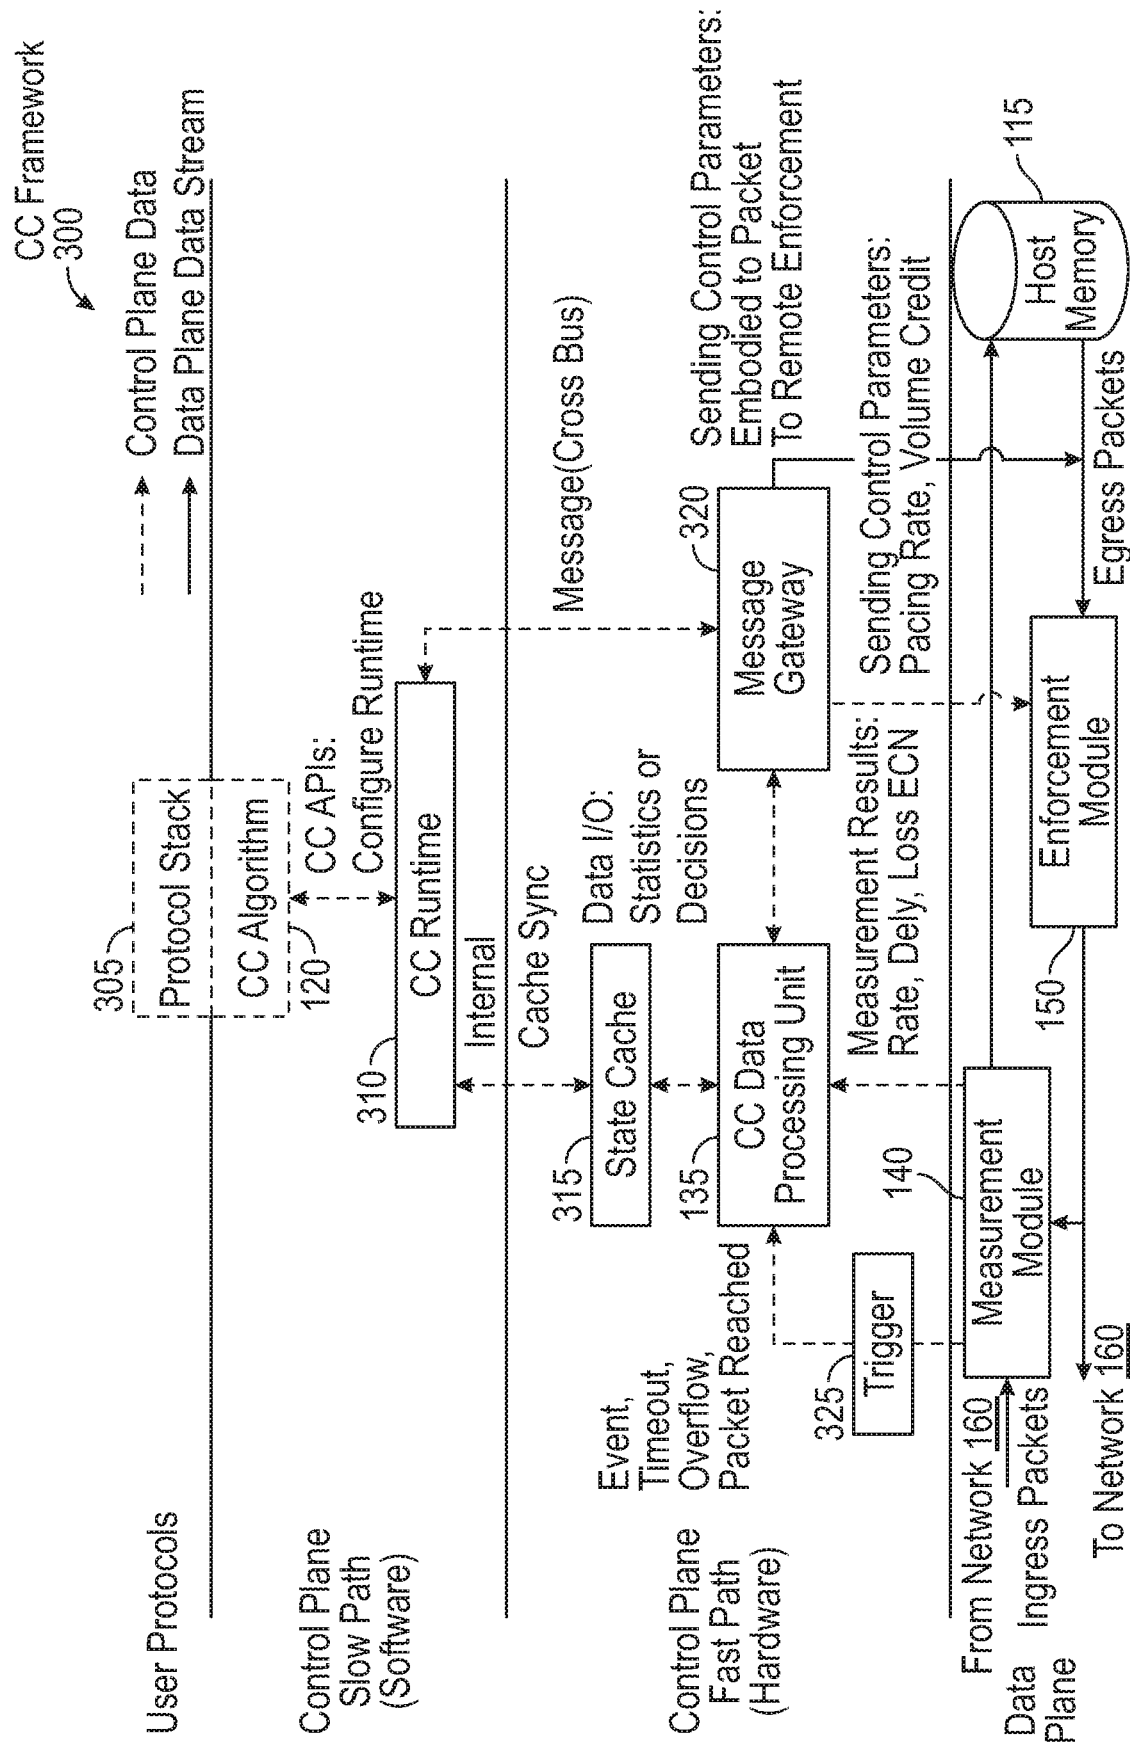 CC Framework
300
Control Plane Data
Data Plane Data Stream
User Protocols
305
Protocol Stack
CC Algorithm
120
CC APIs:
Configure Runtime
Control Plane
Slow Path
(Software)
310
CC Runtime
Internal
Cache Sync
Message(Cross Bus)
315
State Cache
Data I/O:
Statistics or
Decisions
Event,
Timeout,
Overflow,
Packet Reached
Control Plane
Fast Path
(Hardware)
135
CC Data
Processing Unit
320
Message
Gateway
Sending Control Parameters:
Embodied to Packet
To Remote Enforcement
325
Trigger
Measurement Results:
Rate, Dely, Loss ECN
Sending Control Parameters:
Pacing Rate, Volume Credit
From Network 160
Ingress Packets
Data
Plane
140
Measurement
Module
150
Enforcement
Module
115
Host
Memory
Egress Packets
To Network 160